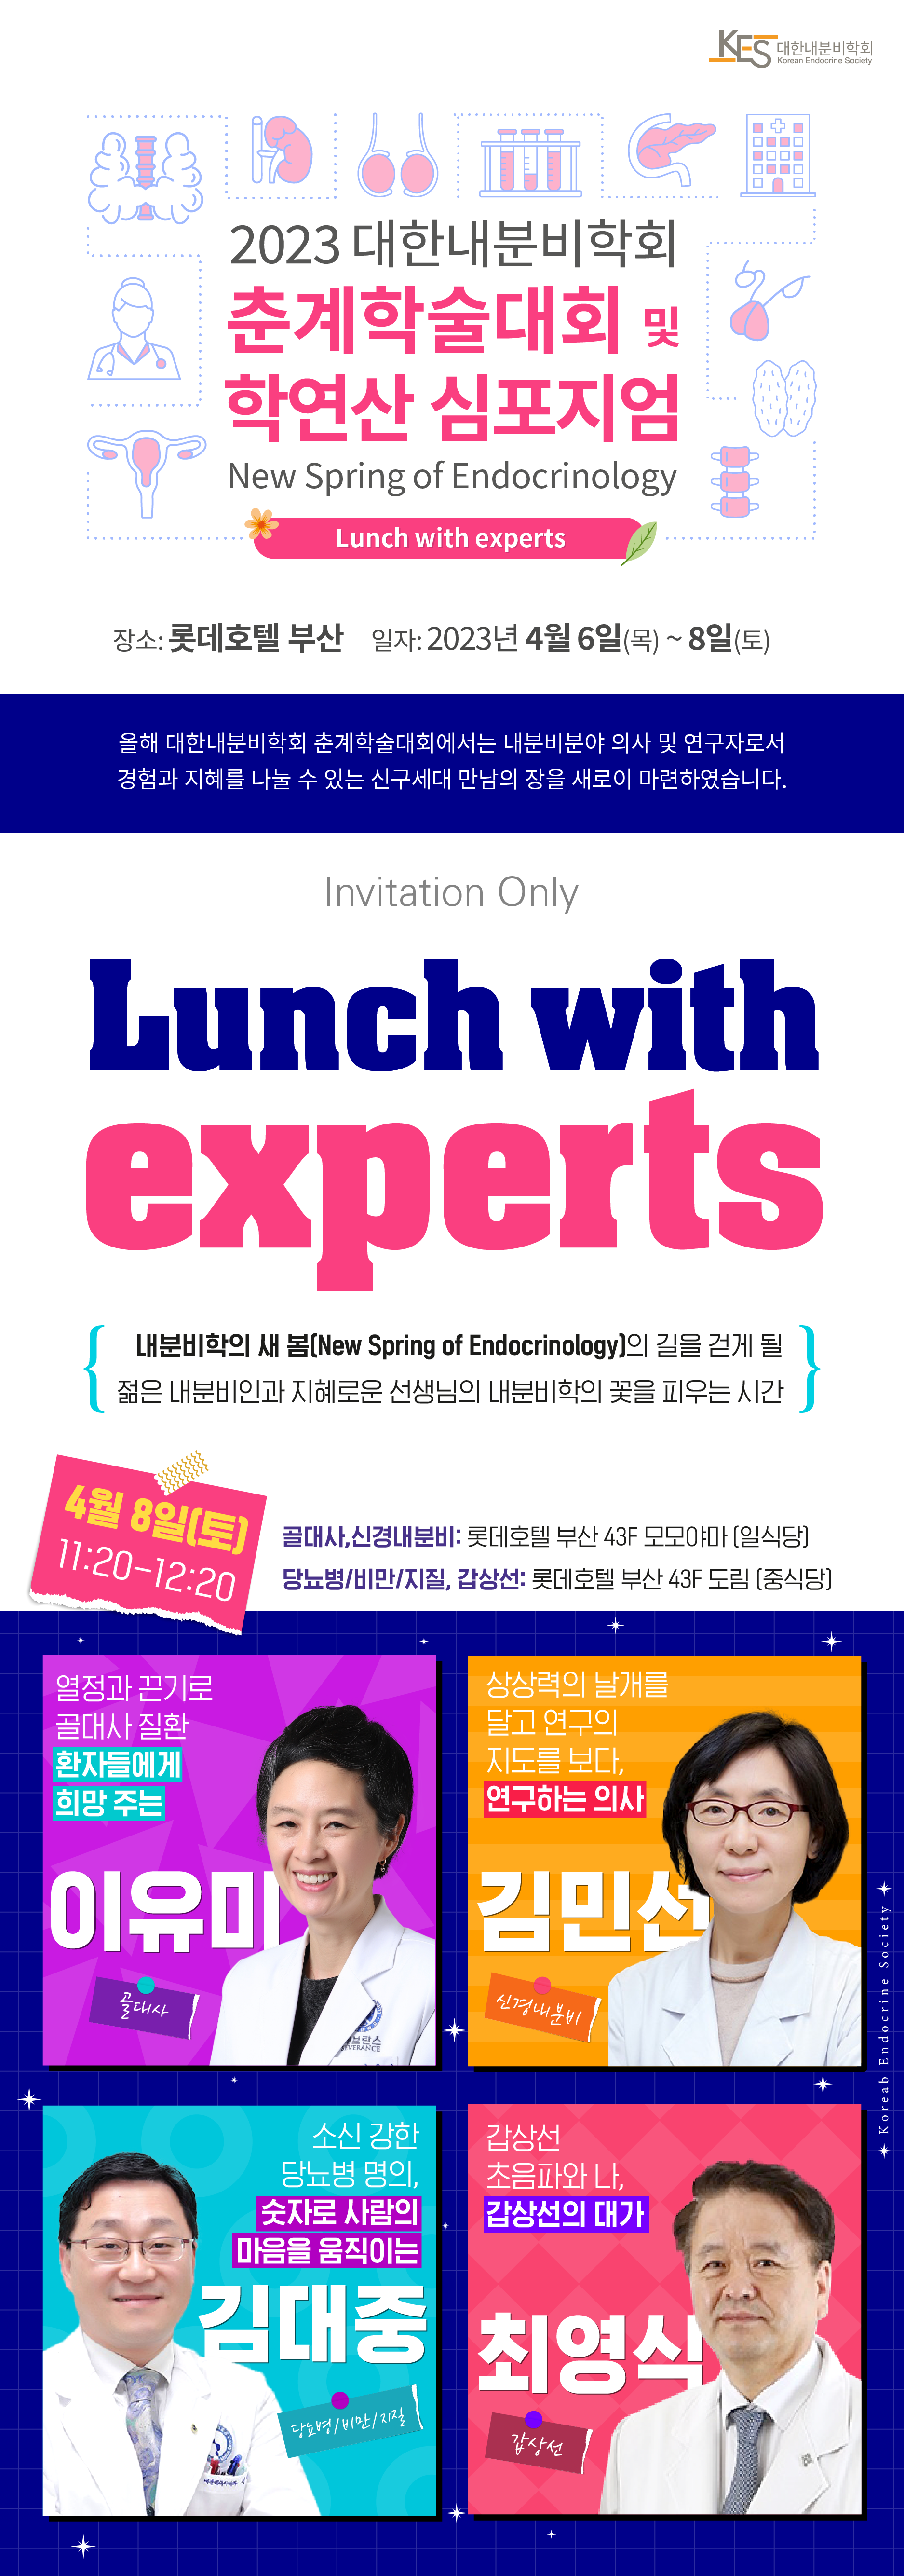 KES 대한내분비학회
Korean Endocrine Society
2023 대한내분비학회
춘계학술대회 및
학연산 심포지엄
New Spring of Endocrinology
Lunch with experts
장소: 롯데호텔 부산 일자: 2023년 4월 6일(목) ~ 8일(토)
올해 대한내분비학회 춘계학술대회에서는 내분비분야 의사 및 연구자로서
경험과 지혜를 나눌 수 있는 신구세대 만남의 장을 새로이 마련하였습니다.
Invitation Only
Lunch with
experts
{ 내분비학의 새 봄(New Spring of Endocrinology)의 길을 걷게 될
젊은 내분비인과 지혜로운 선생님의 내분비학의 꽃을 피우는 시간 }
4월 8일(토)
11:20-12:20
골대사,신경내분비: 롯데호텔 부산 43F 모모야마 (일식당)
당뇨병/비만/지질, 갑상선: 롯데호텔 부산 43F 도림 (중식당)
열정과 끈기로
골대사 질환
환자들에게
희망 주는
이유미
골대사
브란스
EVERANCE
상상력의 날개를
달고 연구의
지도를 보다,
연구하는 의사
김민선
신경내분비
소신 강한
당뇨병 명의,
숫자로 사람의
마음을 움직이는
김대중
당뇨병/비만/지질
갑상선
초음파와 나,
갑상선의 대가
최영식
갑상선
Koreab Endocrine Society